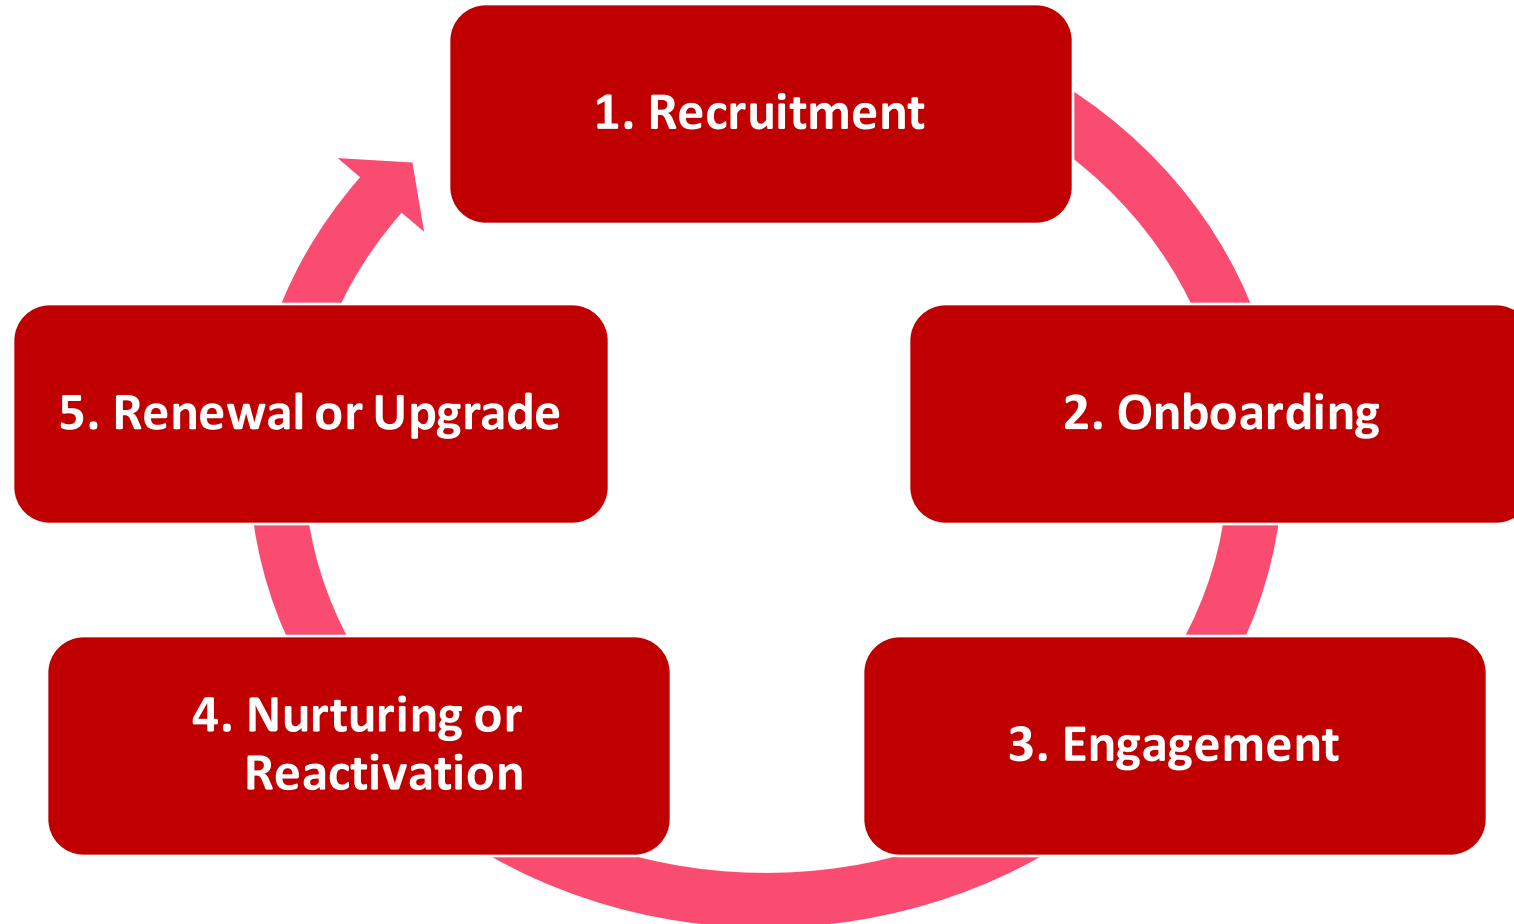 1. Recruitment
2. Onboarding
3. Engagement
4. Nurturing or
Reactivation
5. Renewal or Upgrade